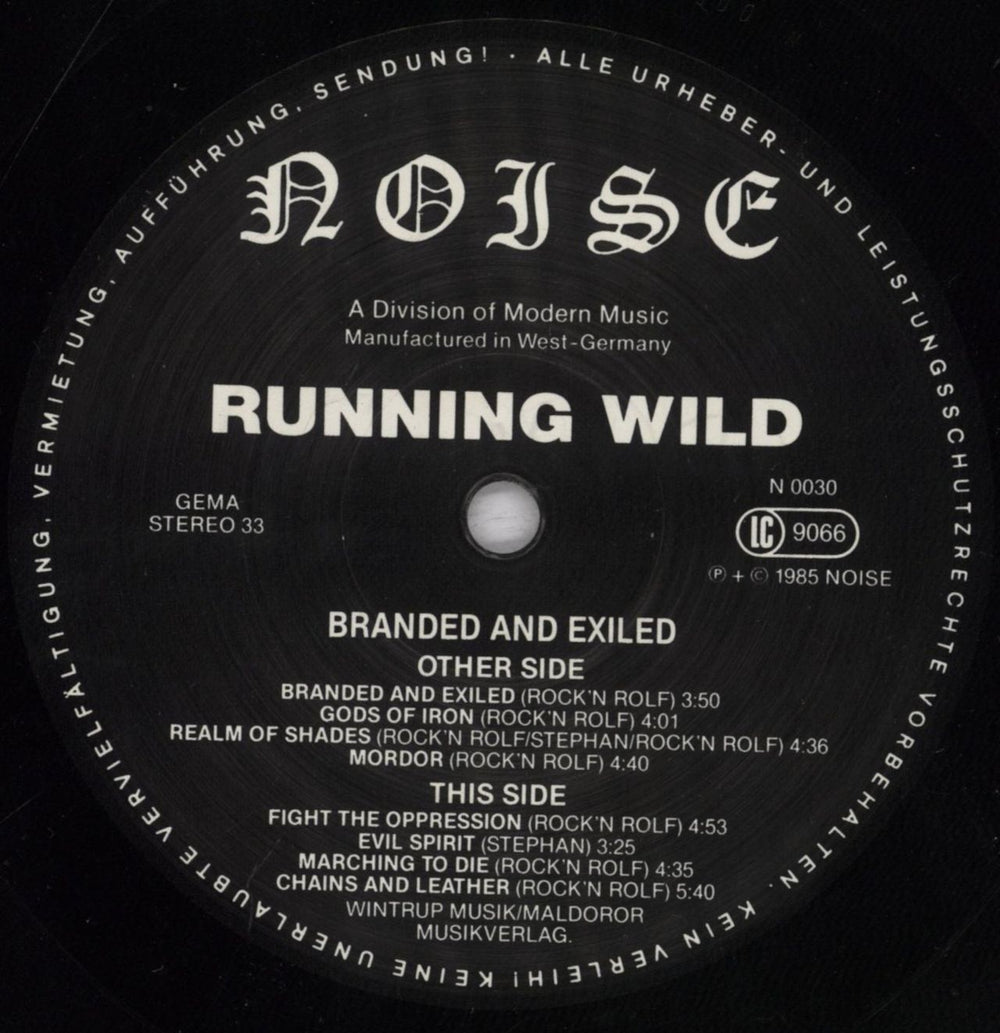 ALLE URHEBER- UND LEISTUNGSSCHUTZRECHTE VORBEHALTEN. KEIN VERLEIH! KEINE UNERLAUBTE VERVIELFÄLTIGUNG, VERMIETUNG, AUFFÜHRUNG, SENDUNG! ·
NOISE
A Division of Modern Music
Manufactured in West-Germany
RUNNING WILD
GEMA
STEREO 33
N 0030
LC 9066
Ⓟ + © 1985 NOISE
BRANDED AND EXILED
OTHER SIDE
BRANDED AND EXILED (ROCK'N ROLF) 3:50
GODS OF IRON (ROCK'N ROLF) 4:01
REALM OF SHADES (ROCK'N ROLF/STEPHAN/ROCK'N ROLF) 4:36
MORDOR (ROCK'N ROLF) 4:40
THIS SIDE
FIGHT THE OPPRESSION (ROCK'N ROLF) 4:53
EVIL SPIRIT (STEPHAN) 3:25
MARCHING TO DIE (ROCK'N ROLF) 4:35
CHAINS AND LEATHER (ROCK'N ROLF) 5:40
WINTRUP MUSIK/MALDOROR
MUSIKVERLAG.